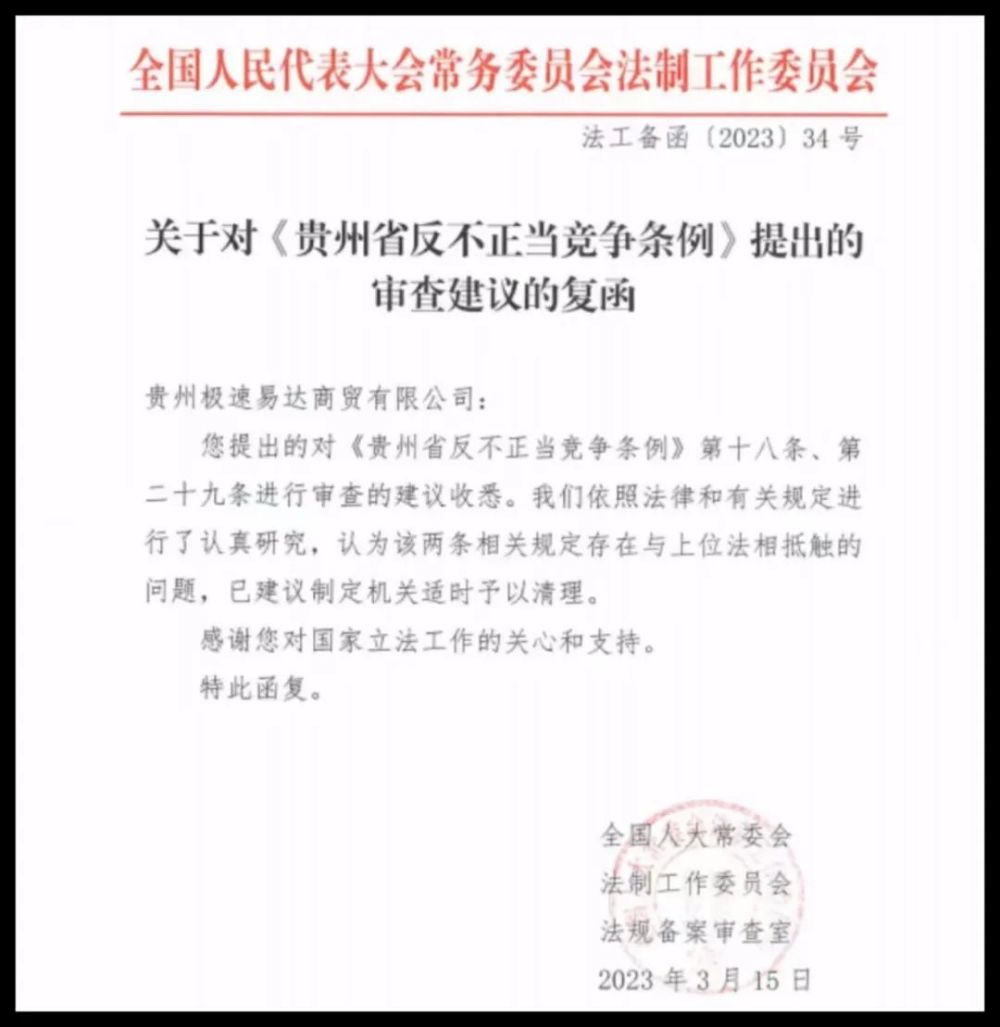 全国人民代表大会常务委员会法制工作委员会
法工备函〔2023〕34 号
关于对《贵州省反不正当竞争条例》提出的
审查建议的复函
贵州极速易达商贸有限公司：
您提出的对《贵州省反不正当竞争条例》第十八条、第
二十九条进行审查的建议收悉。我们依照法律和有关规定进
行了认真研究，认为该两条相关规定存在与上位法相抵触的
问题，已建议制定机关适时予以清理。
感谢您对国家立法工作的关心和支持。
特此函复。
全国人大常委会
法制工作委员会
法规备案审查室
2023 年 3 月 15 日